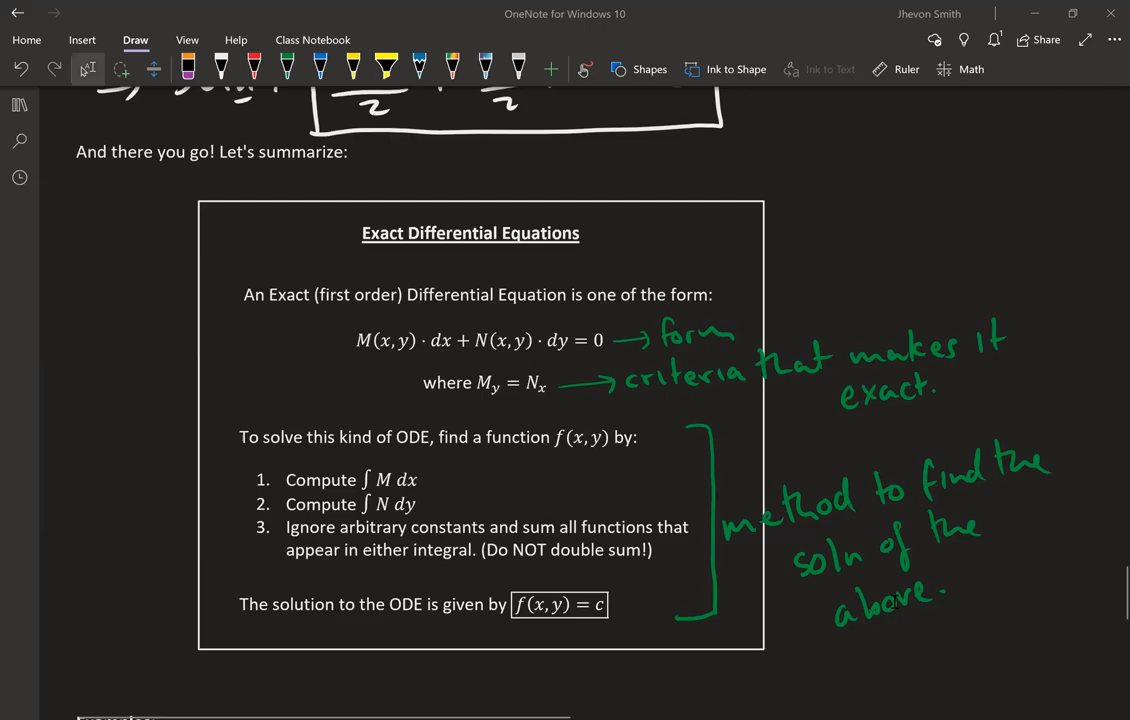 OneNote for Windows 10
Jhevon Smith
Home Insert Draw View Help Class Notebook
Share
Shapes Ink to Shape Ink to Text Ruler Math
2 2
And there you go! Let's summarize:
Exact Differential Equations
An Exact (first order) Differential Equation is one of the form:
M(x, y) · dx + N(x, y) · dy = 0 → form
where M_y = N_x → criteria that makes it
exact.
To solve this kind of ODE, find a function f(x, y) by:
1. Compute ∫ M dx
2. Compute ∫ N dy
3. Ignore arbitrary constants and sum all functions that
appear in either integral. (Do NOT double sum!)
The solution to the ODE is given by f(x, y) = c
method to find the
soln of the
above.